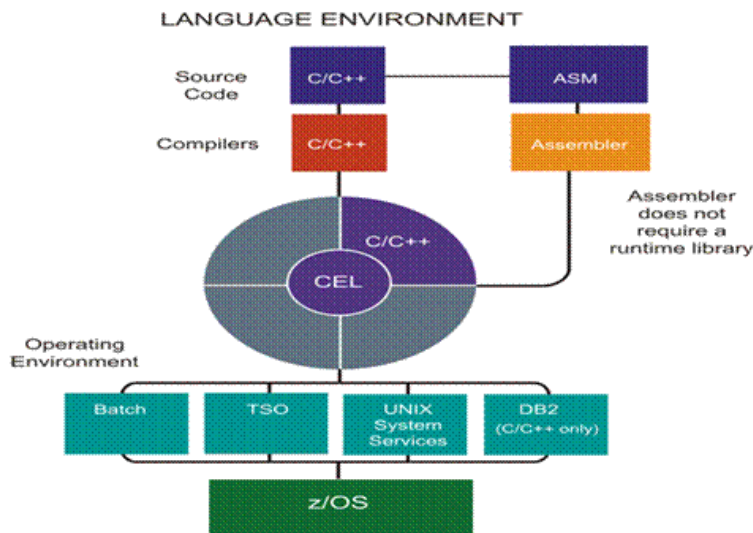 LANGUAGE ENVIRONMENT
Source
Code
C/C++
ASM
Compilers
C/C++
Assembler
Assembler
does not
require a
runtime library
C/C++
CEL
Operating
Environment
Batch
TSO
UNIX
System
Services
DB2
(C/C++ only)
z/OS